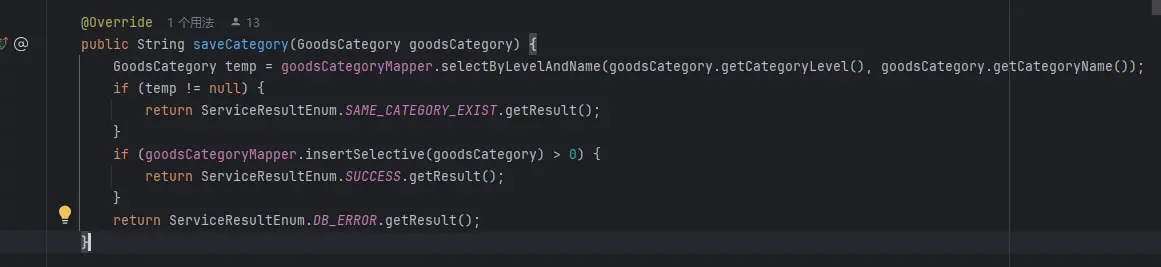 @Override 1 个用法 13
public String saveCategory(GoodsCategory goodsCategory) {
GoodsCategory temp = goodsCategoryMapper.selectByLevelAndName(goodsCategory.getCategoryLevel(), goodsCategory.getCategoryName());
if (temp != null) {
return ServiceResultEnum.SAME_CATEGORY_EXIST.getResult();
}
if (goodsCategoryMapper.insertSelective(goodsCategory) > 0) {
return ServiceResultEnum.SUCCESS.getResult();
}
return ServiceResultEnum.DB_ERROR.getResult();
}